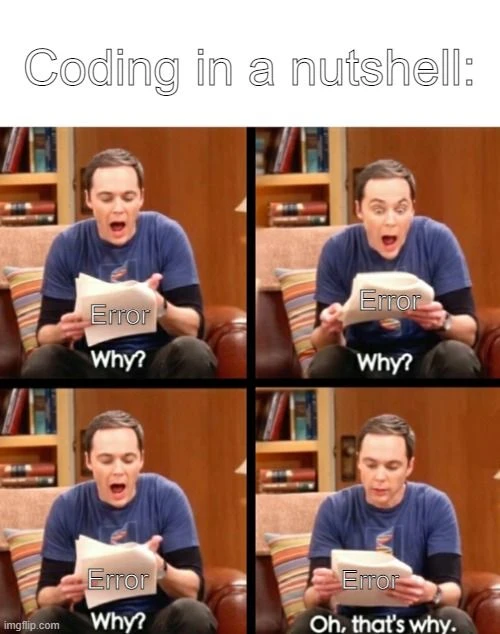 Coding in a nutshell:
Error
Why?
Error
Why?
Error
Why?
Error
Oh, that's why.
imgflip.com